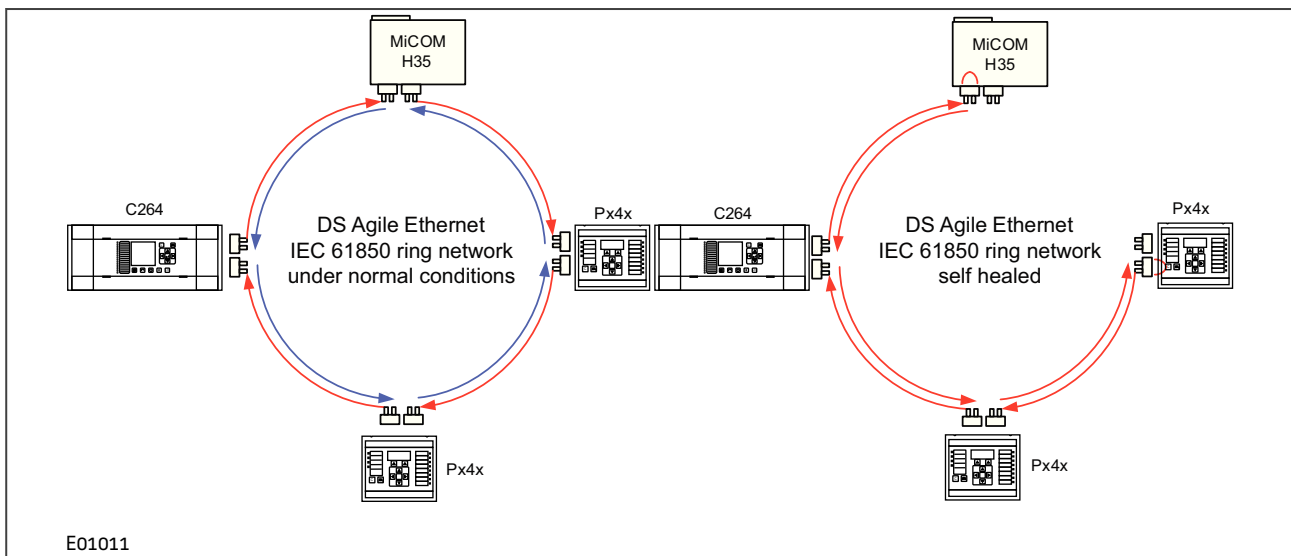 MiCOM
H35
C264
DS Agile Ethernet
IEC 61850 ring network
under normal conditions
Px4x
Px4x
MiCOM
H35
C264
DS Agile Ethernet
IEC 61850 ring network
self healed
Px4x
Px4x
E01011